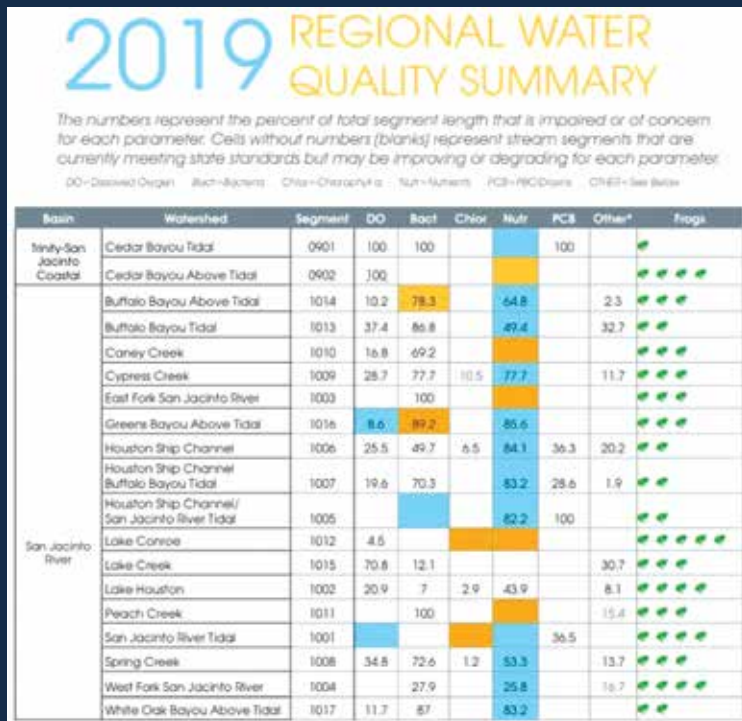 2019 REGIONAL WATER
QUALITY SUMMARY
The numbers represent the percent of total segment length that is impaired or of concern
for each parameter. Cells without numbers (blanks) represent stream segments that are
currently meeting state standards but may be improving or degrading for each parameter.
DO=Dissolved Oxygen Bact=Bacteria Chlor=Chlorophyll a Nutr=Nutrients OTHER=See Below
Basin Watershed Segment DO Bact Chlor Nutr PCB Other* Frogs
Trinity-San Jacinto Coastal
Cedar Bayou Tidal 0901 100 100 100
Cedar Bayou Above Tidal 0902 100
San Jacinto River
Buffalo Bayou Above Tidal 1014 10.2 78.3 64.8 2.3
Buffalo Bayou Tidal 1013 37.4 86.8 49.4 32.7
Caney Creek 1010 16.8 69.2
Cypress Creek 1009 28.7 77.7 10.5 77.7 11.7
East Fork San Jacinto River 1003 100
Greens Bayou Above Tidal 1016 8.6 89.2 85.6
Houston Ship Channel 1006 25.5 49.7 6.5 84.1 36.3 20.2
Houston Ship Channel
Buffalo Bayou Tidal 1007 19.6 70.3 83.2 28.6 1.9
Houston Ship Channel/
San Jacinto River Tidal 1005 82.2 100
Lake Conroe 1012 4.5
Lake Creek 1015 70.8 12.1 30.7
Lake Houston 1002 20.9 7 2.9 43.9 8.1
Peach Creek 1011 100 15.4
San Jacinto River Tidal 1001 36.5
Spring Creek 1008 34.8 72.6 1.2 53.3 13.7
West Fork San Jacinto River 1004 27.9 25.8 16.7
White Oak Bayou Above Tidal 1017 11.7 87 83.2